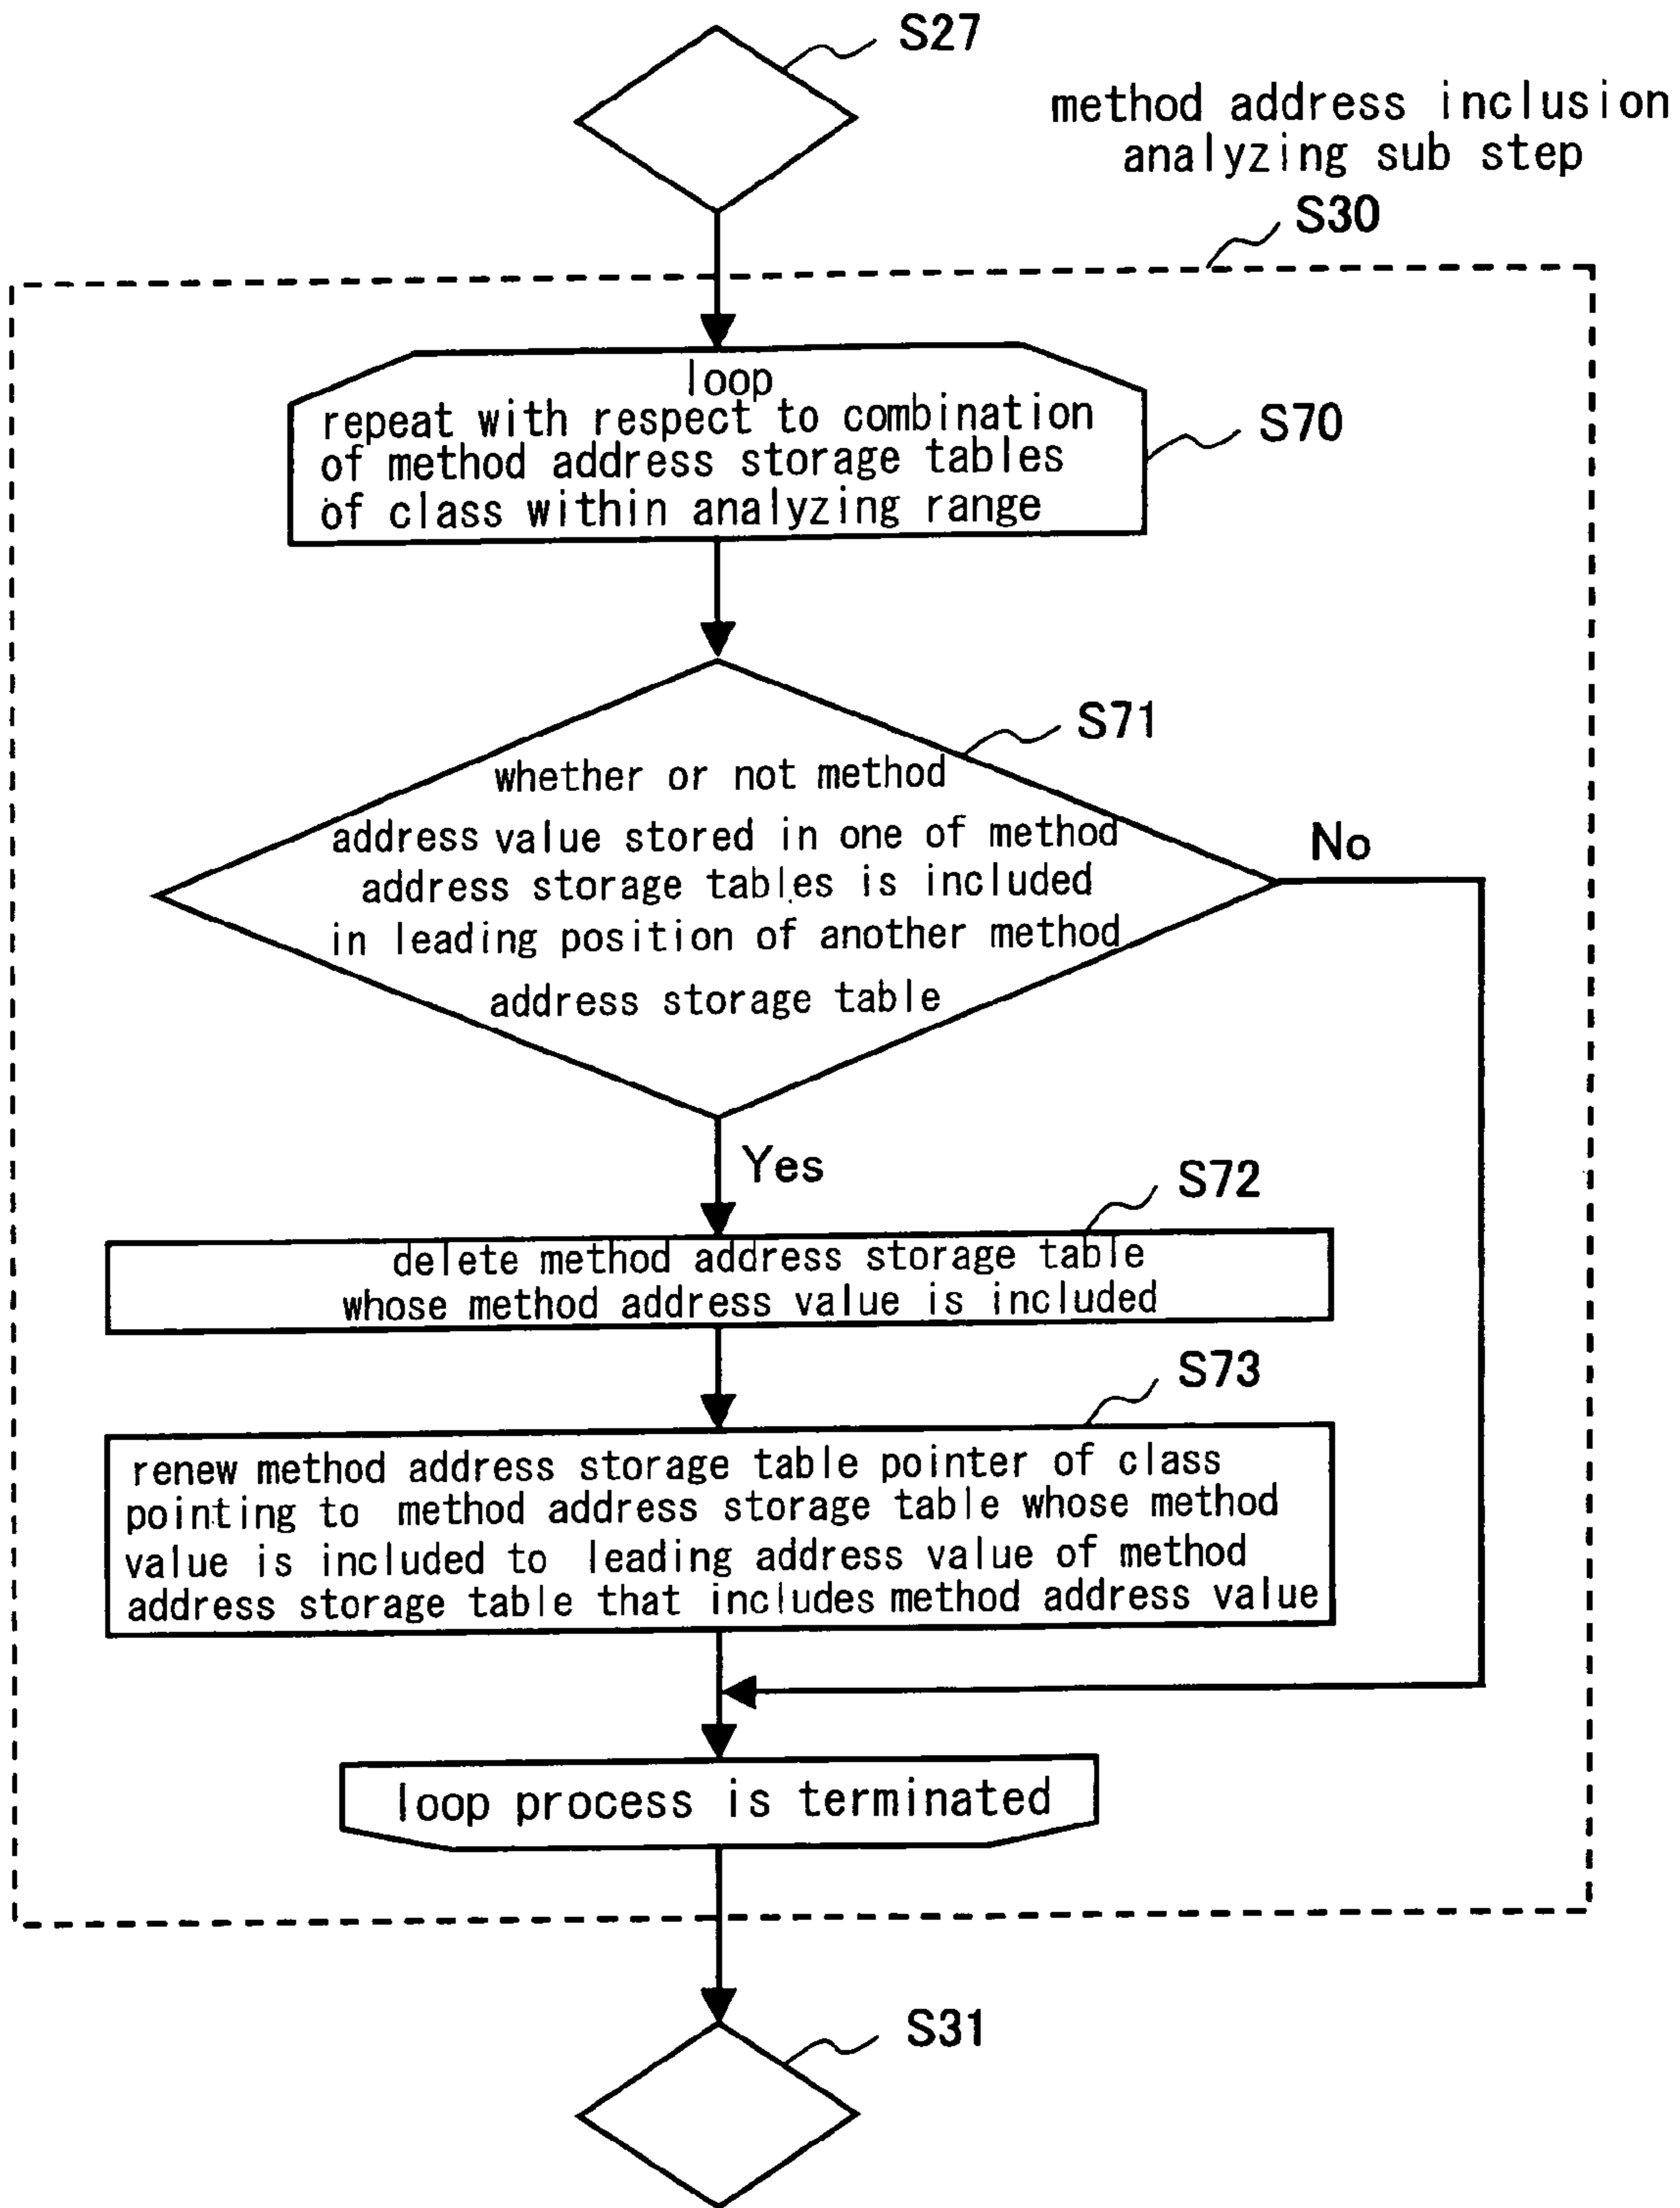 S27
method address inclusion
analyzing sub step
S30
loop
repeat with respect to combination
of method address storage tables
of class within analyzing range
S70
S71
whether or not method
address value stored in one of method
address storage tables is included
in leading position of another method
address storage table
No
Yes
S72
delete method address storage table
whose method address value is included
S73
renew method address storage table pointer of class
pointing to method address storage table whose method
value is included to leading address value of method
address storage table that includes method address value
loop process is terminated
S31